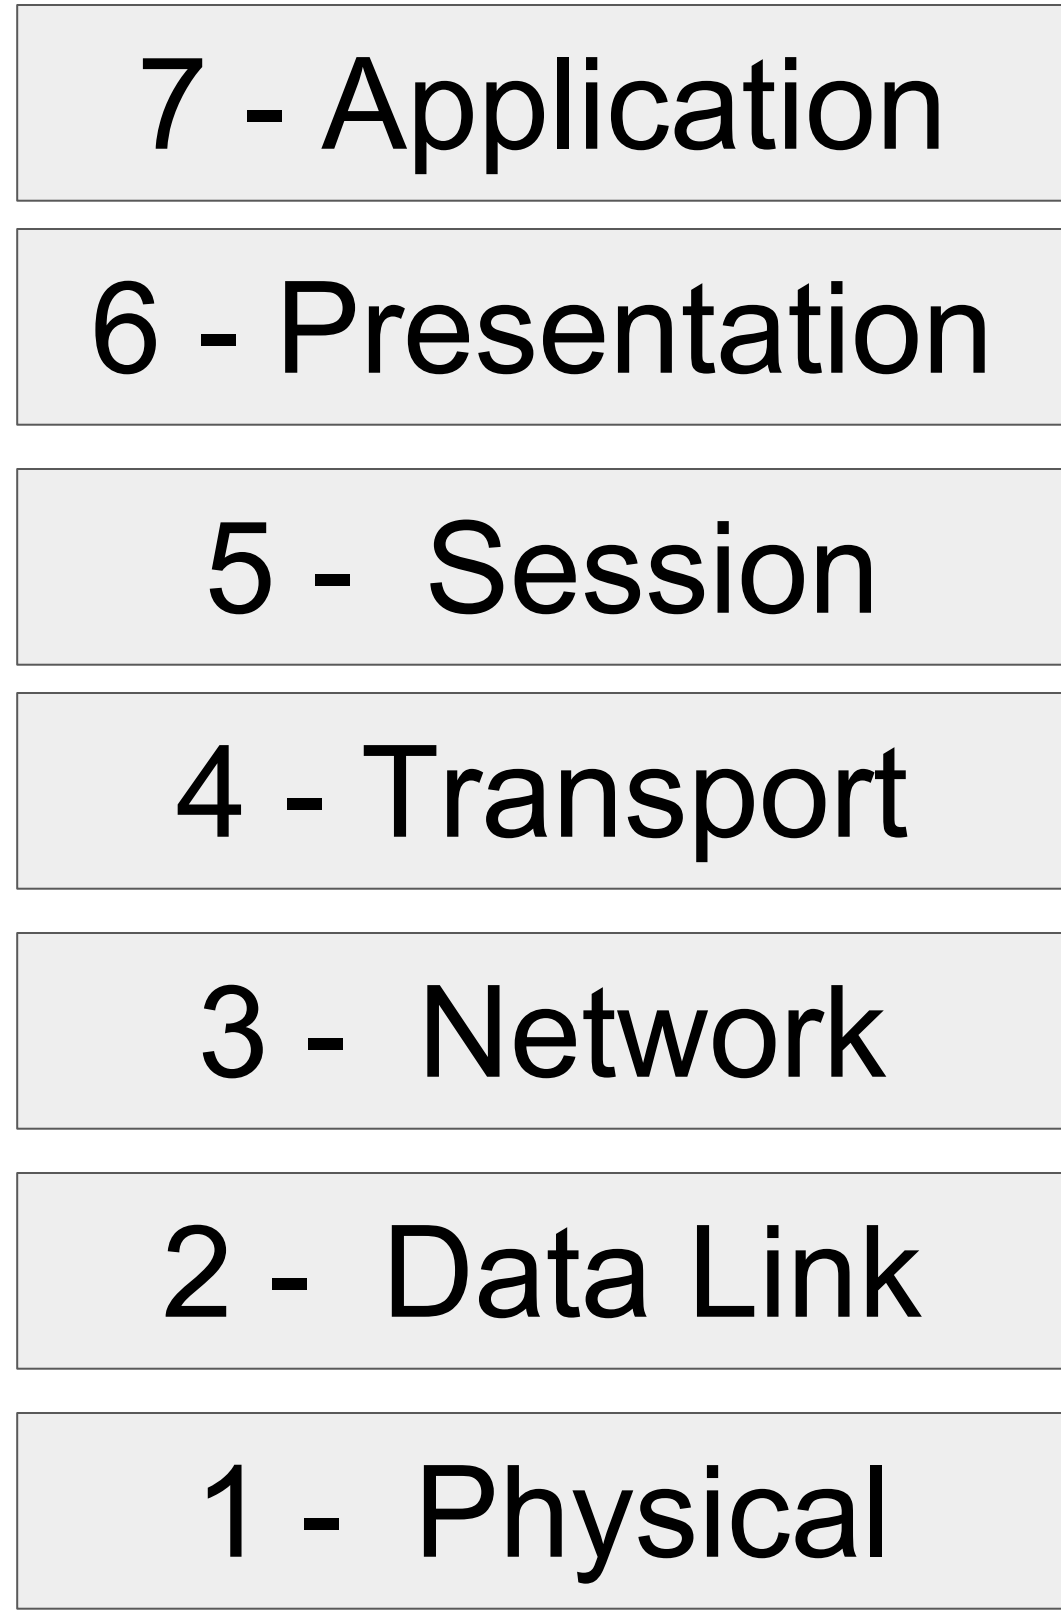 7 - Application
6 - Presentation
5 - Session
4 - Transport
3 - Network
2 - Data Link
1 - Physical